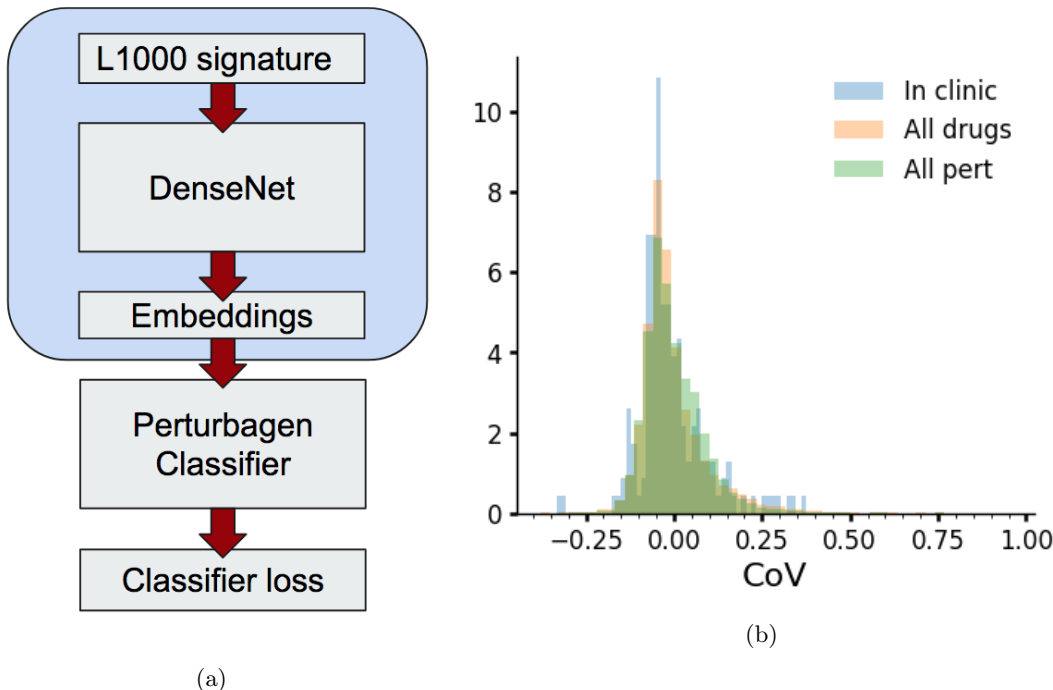 L1000 signature
DenseNet
Embeddings
Perturbagen
Classifier
Classifier loss
(a)
In clinic
All drugs
All pert
10
8
6
4
2
0
−0.25 0.00 0.25 0.50 0.75 1.00
CoV
(b)